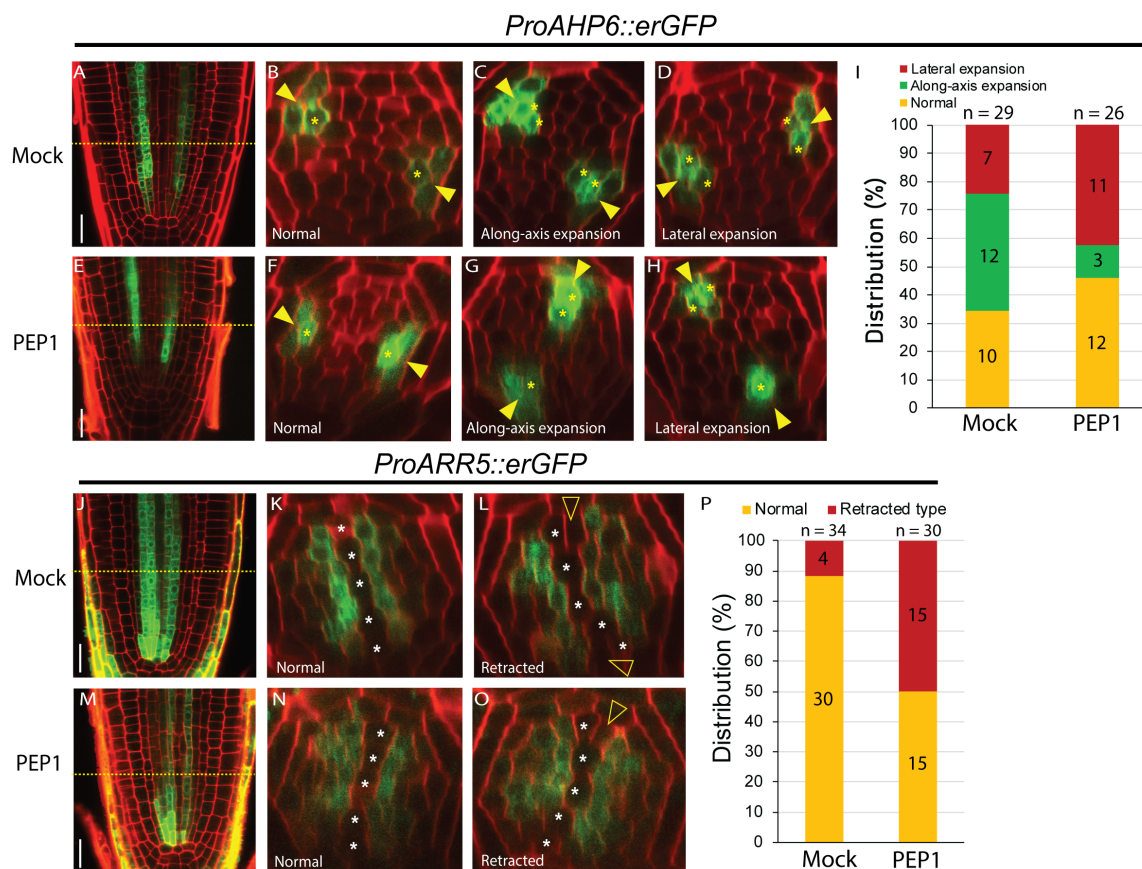 ProAHP6::erGFP
Mock
A
B
Normal
C
Along-axis expansion
D
Lateral expansion
PEP1
E
F
Normal
G
Along-axis expansion
H
Lateral expansion
I
Lateral expansion
Along-axis expansion
Normal
n = 29
n = 26
Distribution (%)
100
90
80
70
60
50
40
30
20
10
0
7
12
10
11
3
12
Mock
PEP1
ProARR5::erGFP
Mock
J
K
Normal
L
Retracted
PEP1
M
N
Normal
O
Retracted
P
Normal
Retracted type
n = 34
n = 30
Distribution (%)
100
90
80
70
60
50
40
30
20
10
0
4
30
15
15
Mock
PEP1